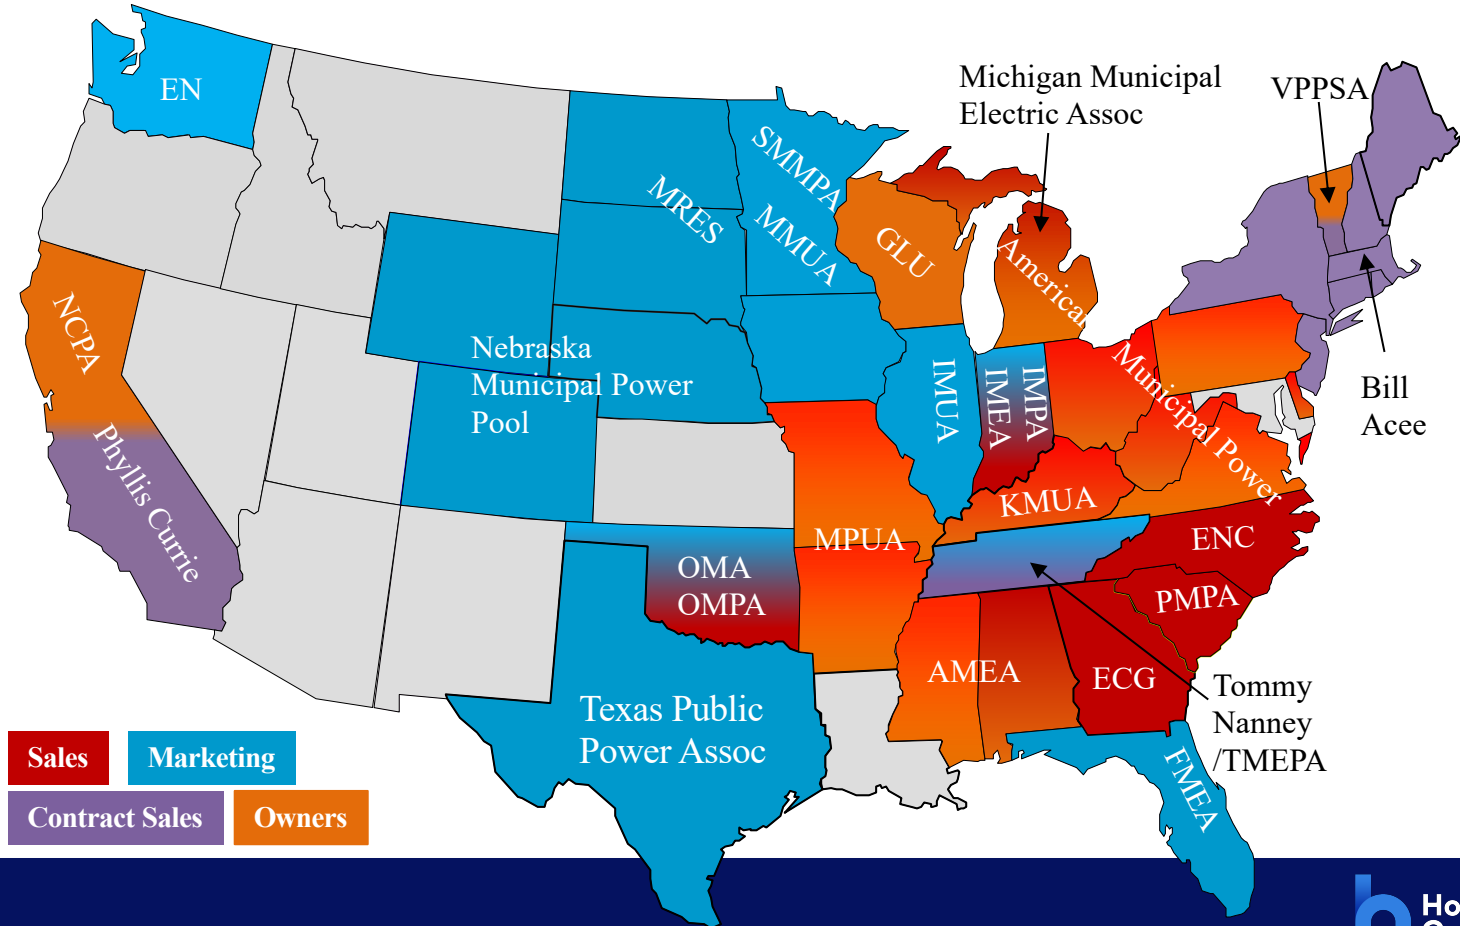 EN
Michigan Municipal
Electric Assoc
VPPSA
SMMPA
MMUA
MRES
GLU
American
Municipal Power
NCPA
Phyllis Currie
Nebraska
Municipal Power
Pool
IMUA
IMEA
IMPA
Bill
Acee
KMUA
MPUA
OMA
OMPA
ENC
PMPA
AMEA
ECG
Tommy
Nanney
/TMEPA
Texas Public
Power Assoc
FMEA
Sales
Marketing
Contract Sales
Owners
Ho